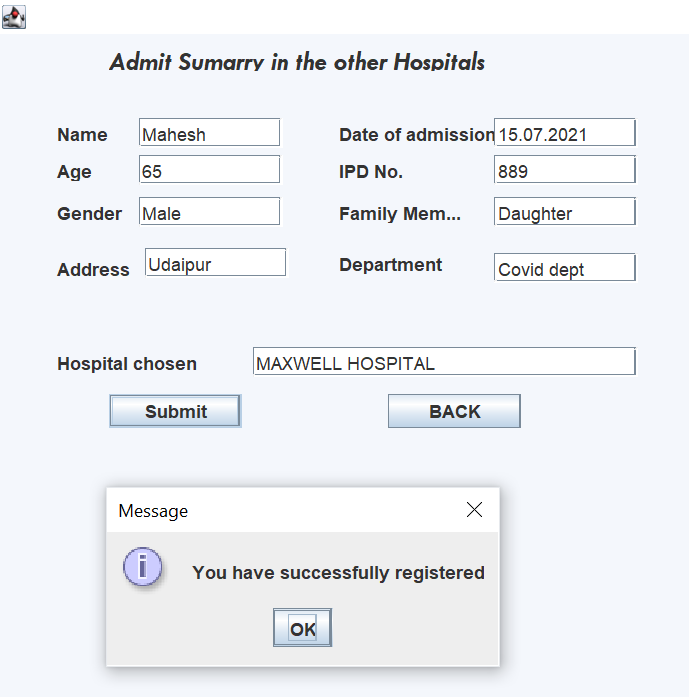 Admit Sumarry in the other Hospitals
Name Mahesh Date of admission 15.07.2021
Age 65 IPD No. 889
Gender Male Family Mem... Daughter
Address Udaipur Department Covid dept
Hospital chosen MAXWELL HOSPITAL
Submit BACK
Message
You have successfully registered
OK